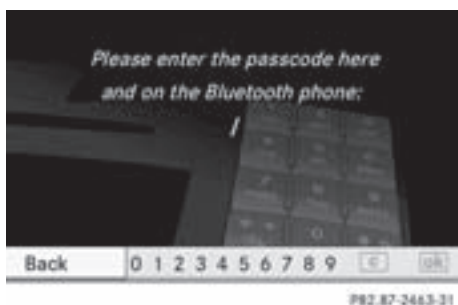 Please enter the passcode here
and on the Bluetooth phone:
Back 0 1 2 3 4 5 6 7 8 9 C ok
P82.87-2463-31